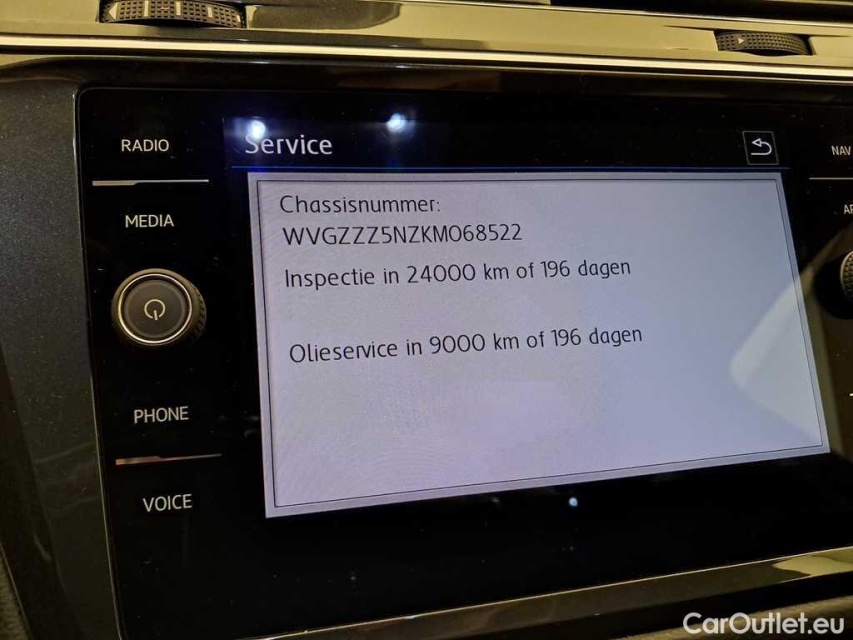 RADIO
Service
NAV
MEDIA
Chassisnummer:
WVGZZZ5NZKM068522
Inspectie in 24000 km of 196 dagen
Olieservice in 9000 km of 196 dagen
PHONE
VOICE
CarOutlet.eu